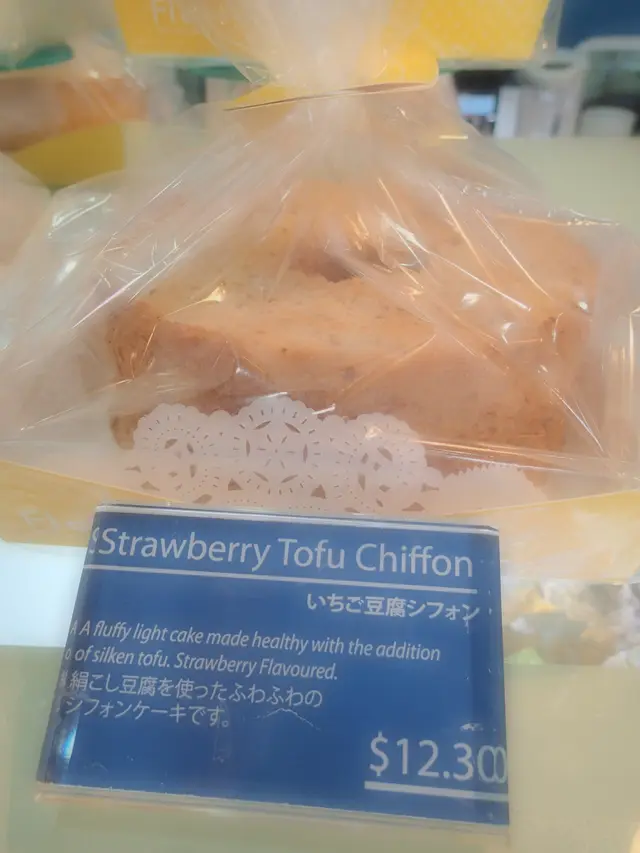 Strawberry Tofu Chiffon
いちご豆腐シフォン
A fluffy light cake made healthy with the addition
of silken tofu. Strawberry Flavoured.
絹こし豆腐を使ったふわふわの
シフォンケーキです。
$12.30